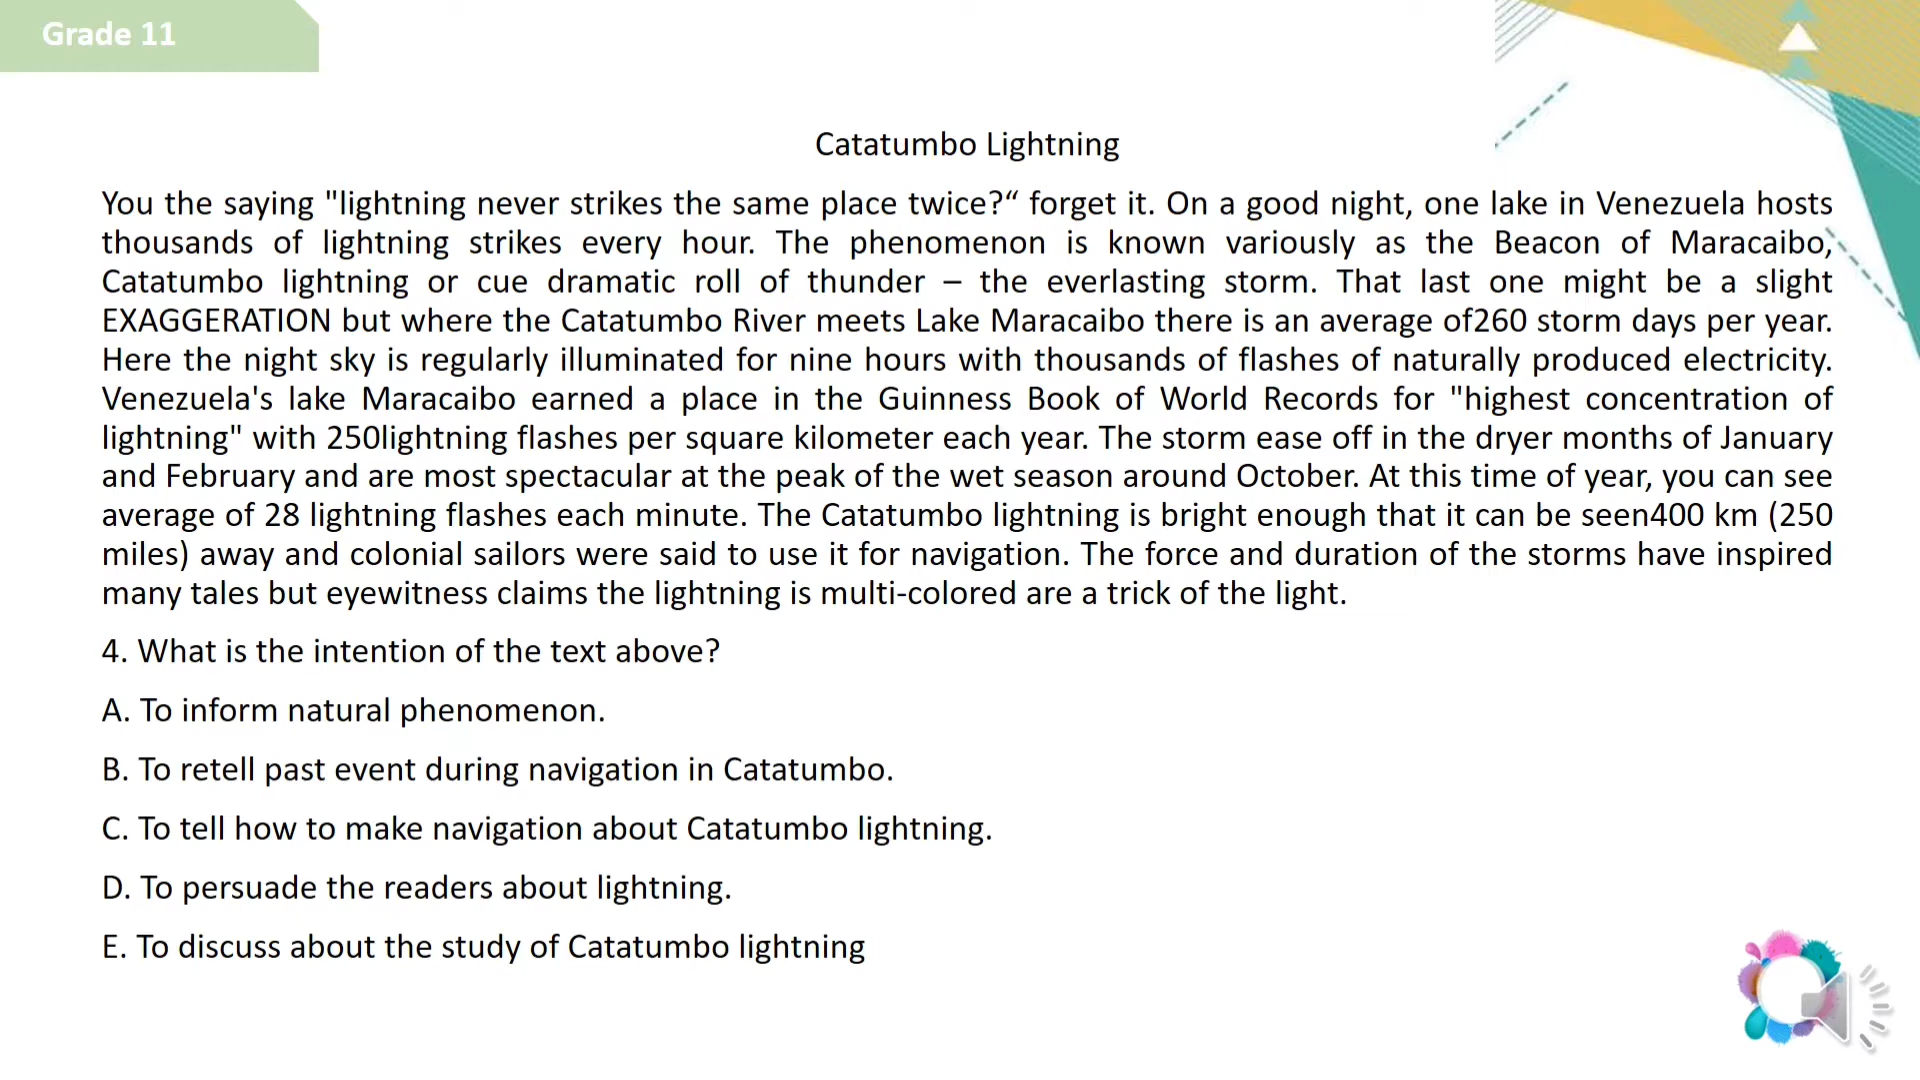 Grade 11
Catatumbo Lightning
You the saying "lightning never strikes the same place twice?“ forget it. On a good night, one lake in Venezuela hosts
thousands of lightning strikes every hour. The phenomenon is known variously as the Beacon of Maracaibo,
Catatumbo lightning or cue dramatic roll of thunder – the everlasting storm. That last one might be a slight
EXAGGERATION but where the Catatumbo River meets Lake Maracaibo there is an average of260 storm days per year.
Here the night sky is regularly illuminated for nine hours with thousands of flashes of naturally produced electricity.
Venezuela's lake Maracaibo earned a place in the Guinness Book of World Records for "highest concentration of
lightning" with 250lightning flashes per square kilometer each year. The storm ease off in the dryer months of January
and February and are most spectacular at the peak of the wet season around October. At this time of year, you can see
average of 28 lightning flashes each minute. The Catatumbo lightning is bright enough that it can be seen400 km (250
miles) away and colonial sailors were said to use it for navigation. The force and duration of the storms have inspired
many tales but eyewitness claims the lightning is multi-colored are a trick of the light.
4. What is the intention of the text above?
A. To inform natural phenomenon.
B. To retell past event during navigation in Catatumbo.
C. To tell how to make navigation about Catatumbo lightning.
D. To persuade the readers about lightning.
E. To discuss about the study of Catatumbo lightning